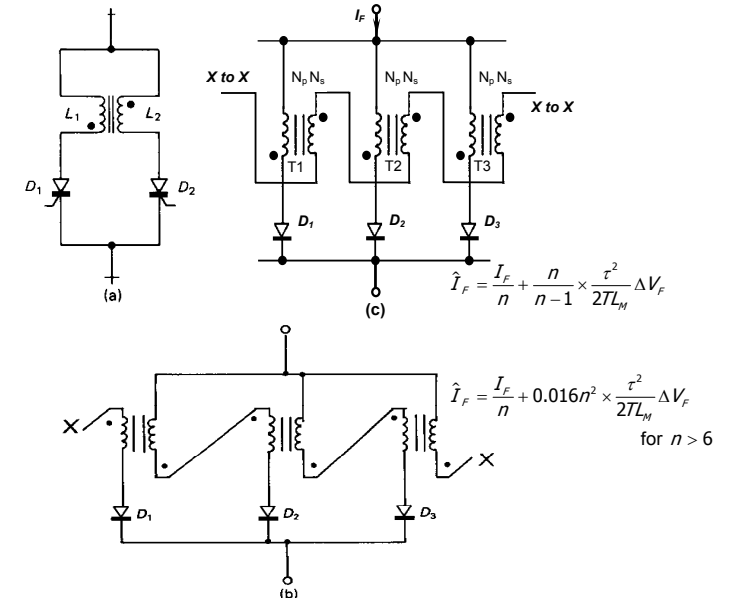 I_F
X to X
N_p N_s N_p N_s N_p N_s
X to X
L_1 L_2
T1 T2 T3
D_1 D_2
D_1 D_2 D_3
(a)
(c)
Î_F = I_F/n + n/(n−1) × τ²/(2TL_M) ΔV_F
Î_F = I_F/n + 0.016n² × τ²/(2TL_M) ΔV_F
for n > 6
X X
D_1 D_2 D_3
(b)